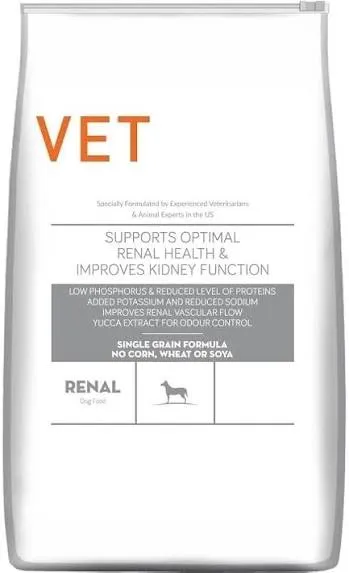 VET
Specially Formulated by Experienced Veterinarians
& Animal Experts in the US
SUPPORTS OPTIMAL
RENAL HEALTH &
IMPROVES KIDNEY FUNCTION
LOW PHOSPHORUS & REDUCED LEVEL OF PROTEINS
ADDED POTASSIUM AND REDUCED SODIUM
IMPROVES RENAL VASCULAR FLOW
YUCCA EXTRACT FOR ODOUR CONTROL
SINGLE GRAIN FORMULA
NO CORN, WHEAT OR SOYA
RENAL
Dog Food